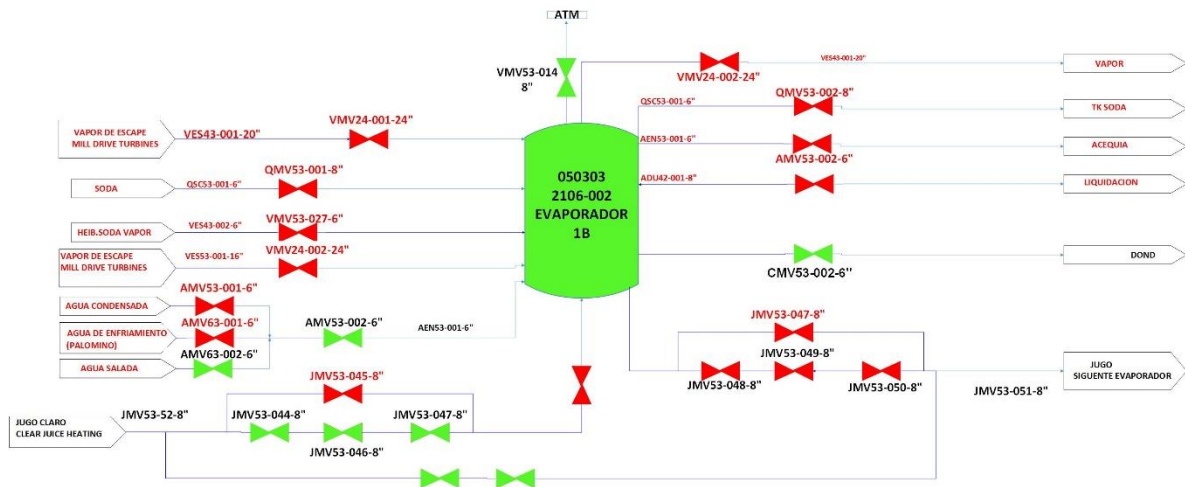 ATM
VMV53-014
8"
VES43-001-20"
VMV24-002-24"
VAPOR
QSC53-001-6"
QMV53-002-8"
TK SODA
AEN53-001-6"
AMV53-002-6"
ACEQUIA
ADU42-001-8"
LIQUIDACION
VAPOR DE ESCAPE
MILL DRIVE TURBINES
VES43-001-20"
VMV24-001-24"
SODA
QSC53-001-6"
QMV53-001-8"
HEIB.SODA VAPOR
VES43-002-6"
VMV53-027-6"
VAPOR DE ESCAPE
MILL DRIVE TURBINES
VES53-001-16"
VMV24-002-24"
050303
2106-002
EVAPORADOR
1B
CMV53-002-6"
DOND
AGUA CONDENSADA
AMV53-001-6"
AGUA DE ENFRIAMIENTO
(PALOMINO)
AMV63-001-6"
AMV53-002-6"
AEN53-001-6"
AGUA SALADA
AMV63-002-6"
JMV53-047-8"
JMV53-049-8"
JMV53-048-8"
JMV53-050-8"
JMV53-051-8"
JUGO
SIGUENTE EVAPORADOR
JUGO CLARO
CLEAR JUICE HEATING
JMV53-52-8"
JMV53-045-8"
JMV53-044-8"
JMV53-047-8"
JMV53-046-8"